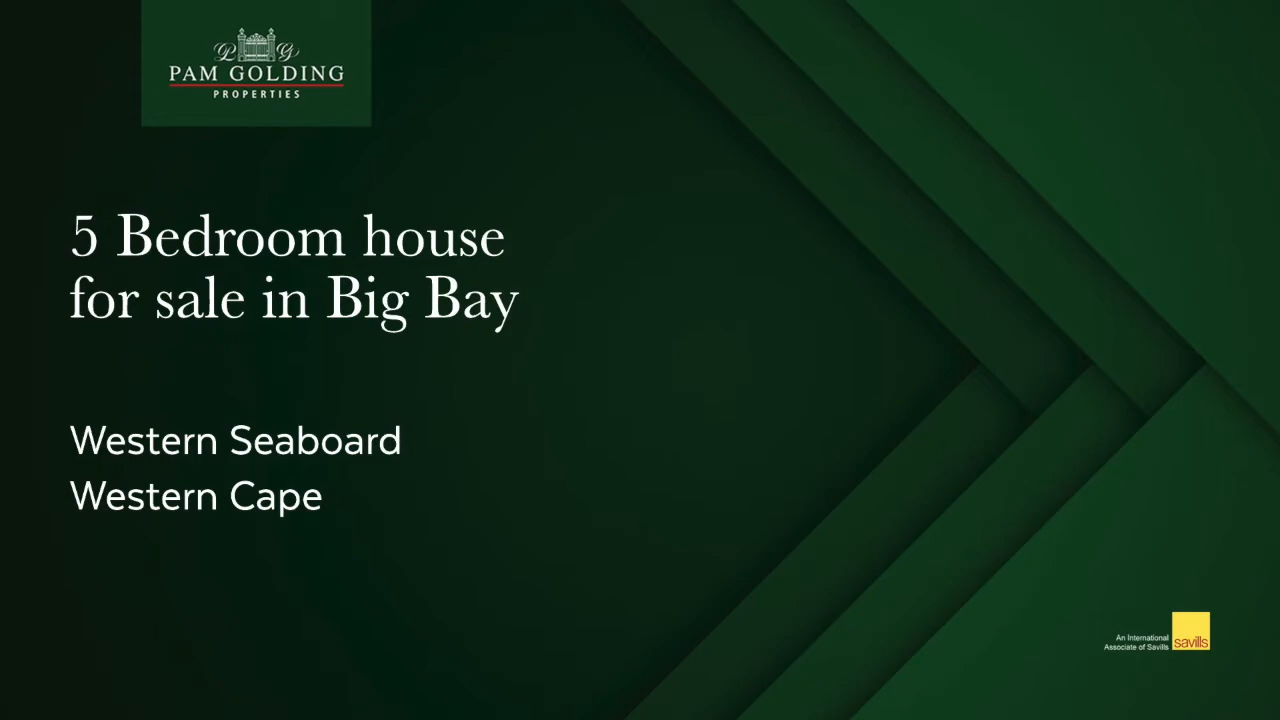 PAM GOLDING
PROPERTIES
5 Bedroom house
for sale in Big Bay
Western Seaboard
Western Cape
An International
Associate of Savills
savills